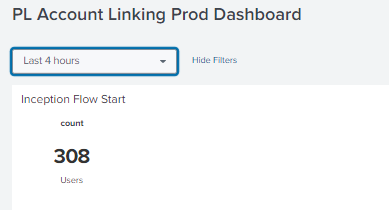 PL Account Linking Prod Dashboard
Last 4 hours Hide Filters
Inception Flow Start
count
308
Users